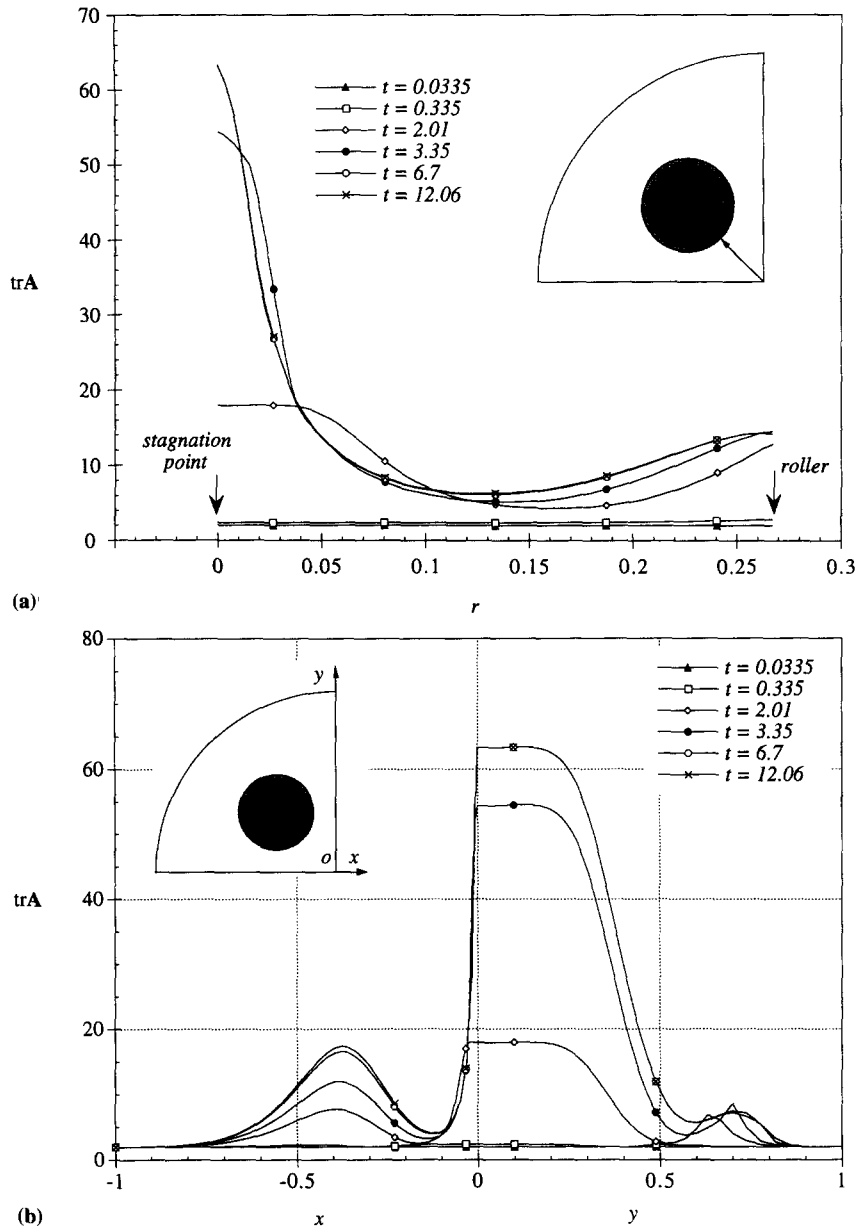 70
60
50
40
30
20
10
0
trA
t = 0.0335
t = 0.335
t = 2.01
t = 3.35
t = 6.7
t = 12.06
stagnation
point
roller
0
0.05
0.1
0.15
0.2
0.25
0.3
(a)
r
80
60
40
20
0
trA
y
o
x
t = 0.0335
t = 0.335
t = 2.01
t = 3.35
t = 6.7
t = 12.06
-1
-0.5
0
0.5
1
(b)
x
y